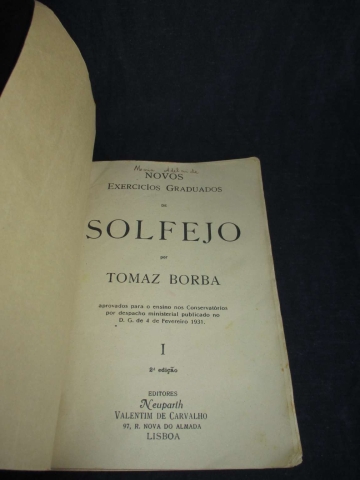 NOVOS
EXERCICÍOS GRADUADOS
DE
SOLFEJO
por
TOMAZ BORBA
aprovados para o ensino nos Conservatórios
por despacho ministerial publicado no
D. G. de 4 de Fevereiro 1931.
I
8ª edição
EDITORES
Neuparth
VALENTIM DE CARVALHO
97, R. NOVA DO ALMADA
LISBOA